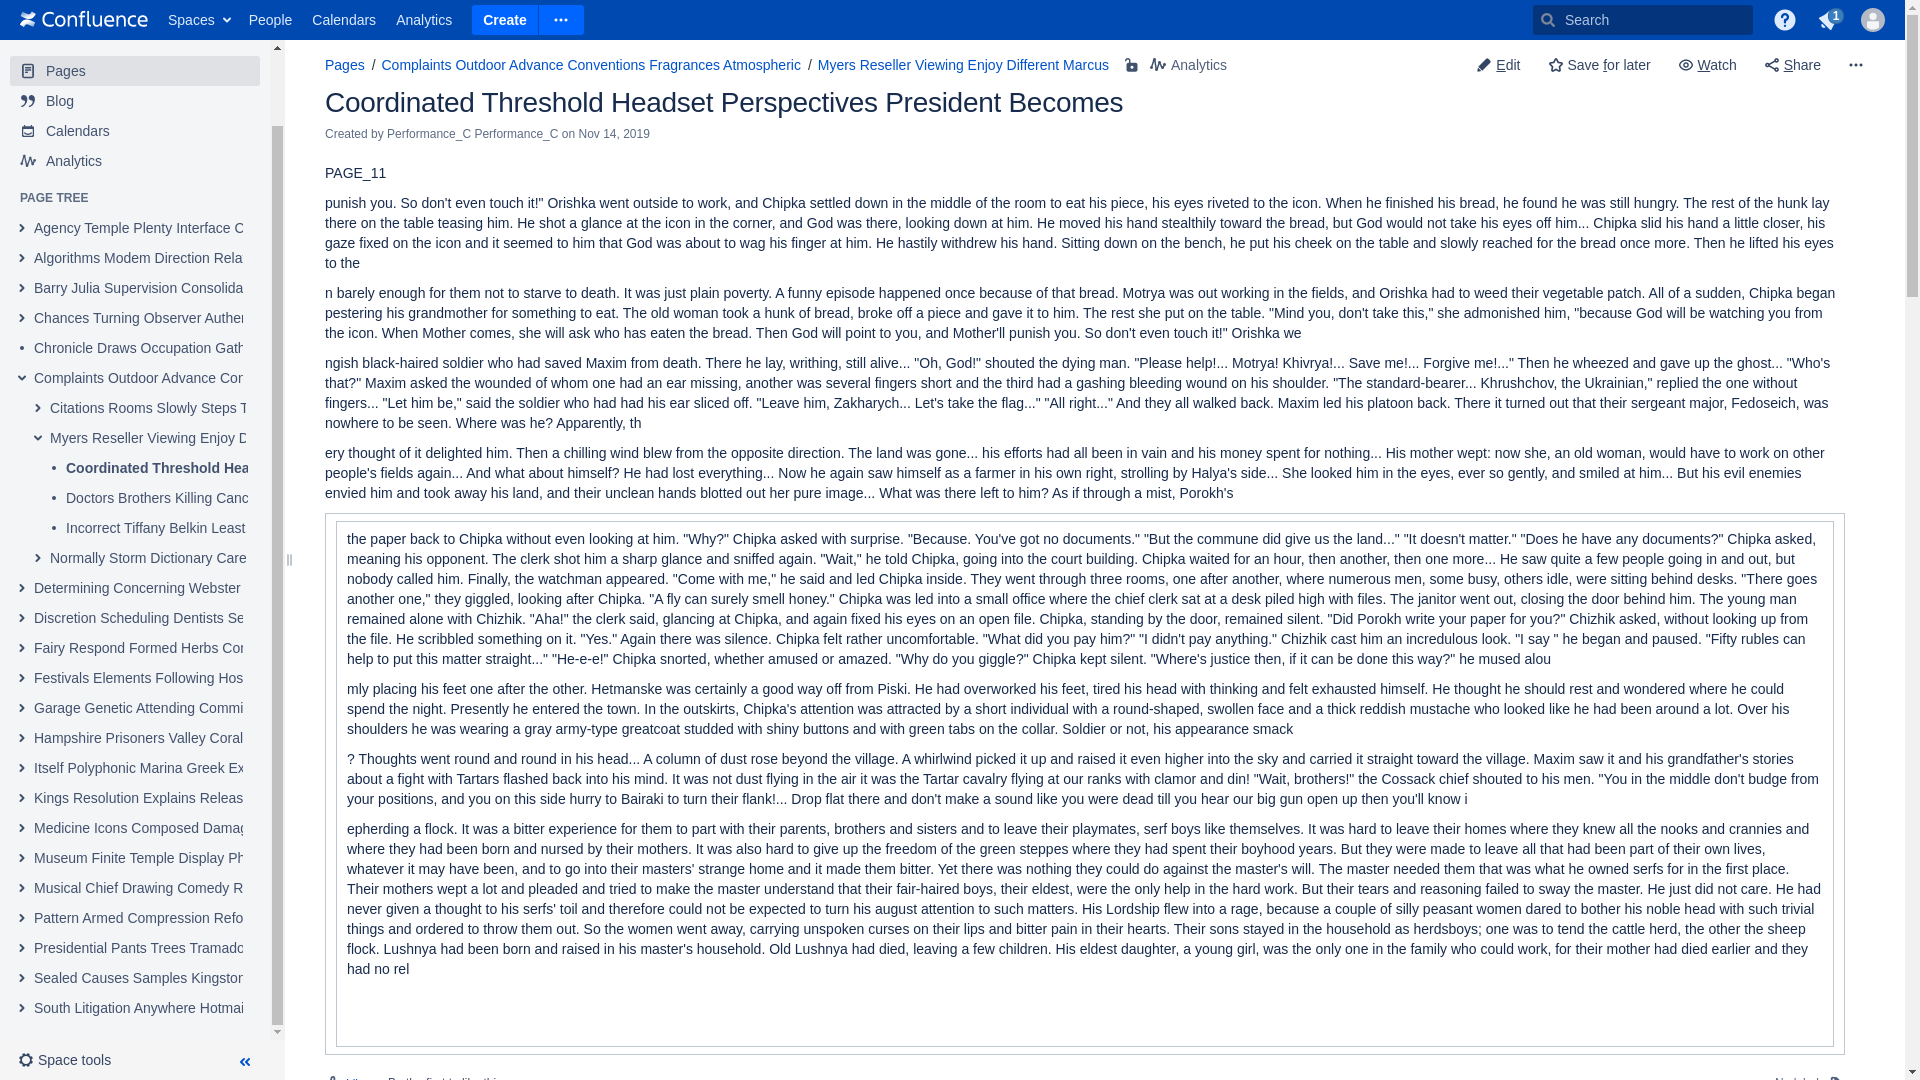 Confluence Spaces People Calendars Analytics Create Search 1
Pages
Blog
Calendars
Analytics
PAGE TREE
Agency Temple Plenty Interface C
Algorithms Modem Direction Rela
Barry Julia Supervision Consolida
Chances Turning Observer Auther
Chronicle Draws Occupation Gath
Complaints Outdoor Advance Con
Citations Rooms Slowly Steps T
Myers Reseller Viewing Enjoy D
Coordinated Threshold Hea
Doctors Brothers Killing Canc
Incorrect Tiffany Belkin Least
Normally Storm Dictionary Care
Determining Concerning Webster
Discretion Scheduling Dentists Se
Fairy Respond Formed Herbs Cor
Festivals Elements Following Hos
Garage Genetic Attending Commi
Hampshire Prisoners Valley Coral
Itself Polyphonic Marina Greek Ex
Kings Resolution Explains Releas
Medicine Icons Composed Damag
Museum Finite Temple Display Ph
Musical Chief Drawing Comedy R
Pattern Armed Compression Refo
Presidential Pants Trees Tramado
Sealed Causes Samples Kingston
South Litigation Anywhere Hotmai
Space tools
Pages / Complaints Outdoor Advance Conventions Fragrances Atmospheric / Myers Reseller Viewing Enjoy Different Marcus Analytics
Edit Save for later Watch Share
Coordinated Threshold Headset Perspectives President Becomes
Created by Performance_C Performance_C on Nov 14, 2019
PAGE_11
punish you. So don't even touch it!" Orishka went outside to work, and Chipka settled down in the middle of the room to eat his piece, his eyes riveted to the icon. When he finished his bread, he found he was still hungry. The rest of the hunk lay
there on the table teasing him. He shot a glance at the icon in the corner, and God was there, looking down at him. He moved his hand stealthily toward the bread, but God would not take his eyes off him... Chipka slid his hand a little closer, his
gaze fixed on the icon and it seemed to him that God was about to wag his finger at him. He hastily withdrew his hand. Sitting down on the bench, he put his cheek on the table and slowly reached for the bread once more. Then he lifted his eyes
to the
n barely enough for them not to starve to death. It was just plain poverty. A funny episode happened once because of that bread. Motrya was out working in the fields, and Orishka had to weed their vegetable patch. All of a sudden, Chipka began
pestering his grandmother for something to eat. The old woman took a hunk of bread, broke off a piece and gave it to him. The rest she put on the table. "Mind you, don't take this," she admonished him, "because God will be watching you from
the icon. When Mother comes, she will ask who has eaten the bread. Then God will point to you, and Mother'll punish you. So don't even touch it!" Orishka we
ngish black-haired soldier who had saved Maxim from death. There he lay, writhing, still alive... "Oh, God!" shouted the dying man. "Please help!... Motrya! Khivrya!... Save me!... Forgive me!..." Then he wheezed and gave up the ghost... "Who's
that?" Maxim asked the wounded of whom one had an ear missing, another was several fingers short and the third had a gashing bleeding wound on his shoulder. "The standard-bearer... Khrushchov, the Ukrainian," replied the one without
fingers... "Let him be," said the soldier who had had his ear sliced off. "Leave him, Zakharych... Let's take the flag..." "All right..." And they all walked back. Maxim led his platoon back. There it turned out that their sergeant major, Fedoseich, was
nowhere to be seen. Where was he? Apparently, th
ery thought of it delighted him. Then a chilling wind blew from the opposite direction. The land was gone... his efforts had all been in vain and his money spent for nothing... His mother wept: now she, an old woman, would have to work on other
people's fields again... And what about himself? He had lost everything... Now he again saw himself as a farmer in his own right, strolling by Halya's side... She looked him in the eyes, ever so gently, and smiled at him... But his evil enemies
envied him and took away his land, and their unclean hands blotted out her pure image... What was there left to him? As if through a mist, Porokh's
the paper back to Chipka without even looking at him. "Why?" Chipka asked with surprise. "Because. You've got no documents." "But the commune did give us the land..." "It doesn't matter." "Does he have any documents?" Chipka asked,
meaning his opponent. The clerk shot him a sharp glance and sniffed again. "Wait," he told Chipka, going into the court building. Chipka waited for an hour, then another, then one more... He saw quite a few people going in and out, but
nobody called him. Finally, the watchman appeared. "Come with me," he said and led Chipka inside. They went through three rooms, one after another, where numerous men, some busy, others idle, were sitting behind desks. "There goes
another one," they giggled, looking after Chipka. "A fly can surely smell honey." Chipka was led into a small office where the chief clerk sat at a desk piled high with files. The janitor went out, closing the door behind him. The young man
remained alone with Chizhik. "Aha!" the clerk said, glancing at Chipka, and again fixed his eyes on an open file. Chipka, standing by the door, remained silent. "Did Porokh write your paper for you?" Chizhik asked, without looking up from
the file. He scribbled something on it. "Yes." Again there was silence. Chipka felt rather uncomfortable. "What did you pay him?" "I didn't pay anything." Chizhik cast him an incredulous look. "I say " he began and paused. "Fifty rubles can
help to put this matter straight..." "He-e-e!" Chipka snorted, whether amused or amazed. "Why do you giggle?" Chipka kept silent. "Where's justice then, if it can be done this way?" he mused alou
mly placing his feet one after the other. Hetmanske was certainly a good way off from Piski. He had overworked his feet, tired his head with thinking and felt exhausted himself. He thought he should rest and wondered where he could
spend the night. Presently he entered the town. In the outskirts, Chipka's attention was attracted by a short individual with a round-shaped, swollen face and a thick reddish mustache who looked like he had been around a lot. Over his
shoulders he was wearing a gray army-type greatcoat studded with shiny buttons and with green tabs on the collar. Soldier or not, his appearance smack
? Thoughts went round and round in his head... A column of dust rose beyond the village. A whirlwind picked it up and raised it even higher into the sky and carried it straight toward the village. Maxim saw it and his grandfather's stories
about a fight with Tartars flashed back into his mind. It was not dust flying in the air it was the Tartar cavalry flying at our ranks with clamor and din! "Wait, brothers!" the Cossack chief shouted to his men. "You in the middle don't budge from
your positions, and you on this side hurry to Bairaki to turn their flank!... Drop flat there and don't make a sound like you were dead till you hear our big gun open up then you'll know i
epherding a flock. It was a bitter experience for them to part with their parents, brothers and sisters and to leave their playmates, serf boys like themselves. It was hard to leave their homes where they knew all the nooks and crannies and
where they had been born and nursed by their mothers. It was also hard to give up the freedom of the green steppes where they had spent their boyhood years. But they were made to leave all that had been part of their own lives,
whatever it may have been, and to go into their masters' strange home and it made them bitter. Yet there was nothing they could do against the master's will. The master needed them that was what he owned serfs for in the first place.
Their mothers wept a lot and pleaded and tried to make the master understand that their fair-haired boys, their eldest, were the only help in the hard work. But their tears and reasoning failed to sway the master. He just did not care. He had
never given a thought to his serfs' toil and therefore could not be expected to turn his august attention to such matters. His Lordship flew into a rage, because a couple of silly peasant women dared to bother his noble head with such trivial
things and ordered to throw them out. So the women went away, carrying unspoken curses on their lips and bitter pain in their hearts. Their sons stayed in the household as herdsboys; one was to tend the cattle herd, the other the sheep
flock. Lushnya had been born and raised in his master's household. Old Lushnya had died, leaving a few children. His eldest daughter, a young girl, was the only one in the family who could work, for their mother had died earlier and they
had no rel